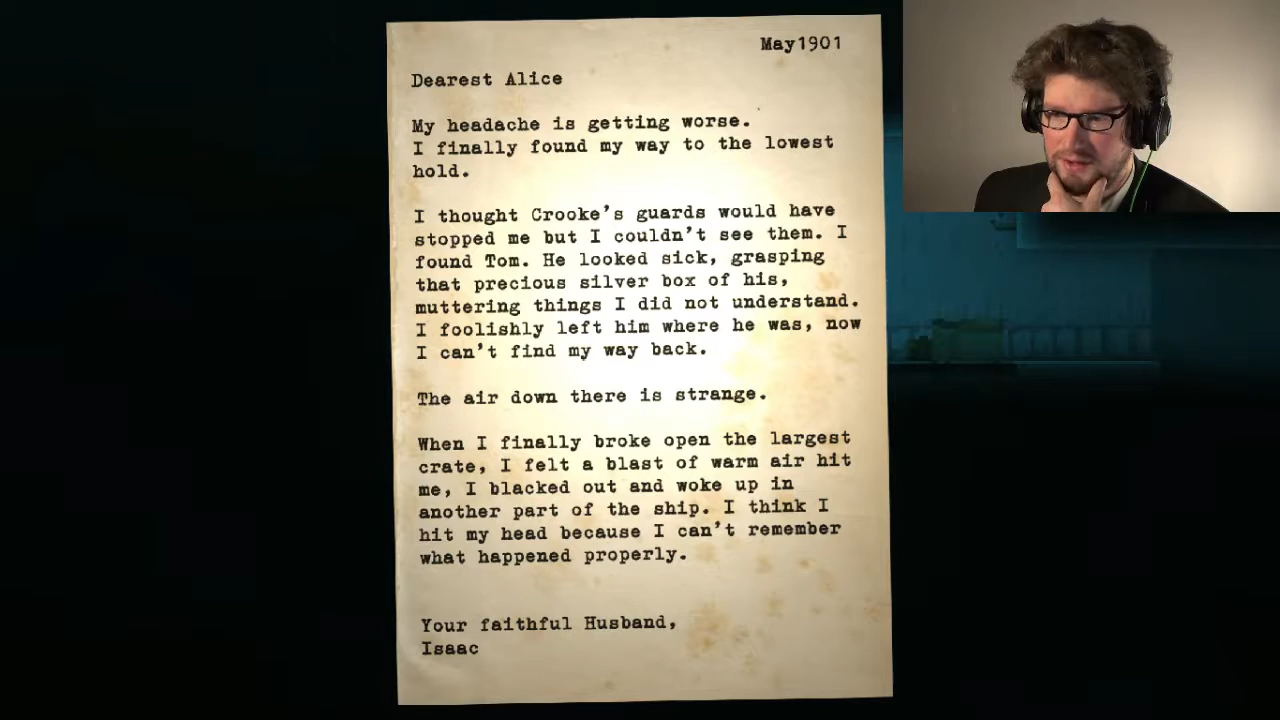 May1901
Dearest Alice
My headache is getting worse.
I finally found my way to the lowest
hold.
I thought Crooke's guards would have
stopped me but I couldn't see them. I
found Tom. He looked sick, grasping
that precious silver box of his,
muttering things I did not understand.
I foolishly left him where he was, now
I can't find my way back.
The air down there is strange.
When I finally broke open the largest
crate, I felt a blast of warm air hit
me, I blacked out and woke up in
another part of the ship. I think I
hit my head because I can't remember
what happened properly.
Your faithful Husband,
Isaac